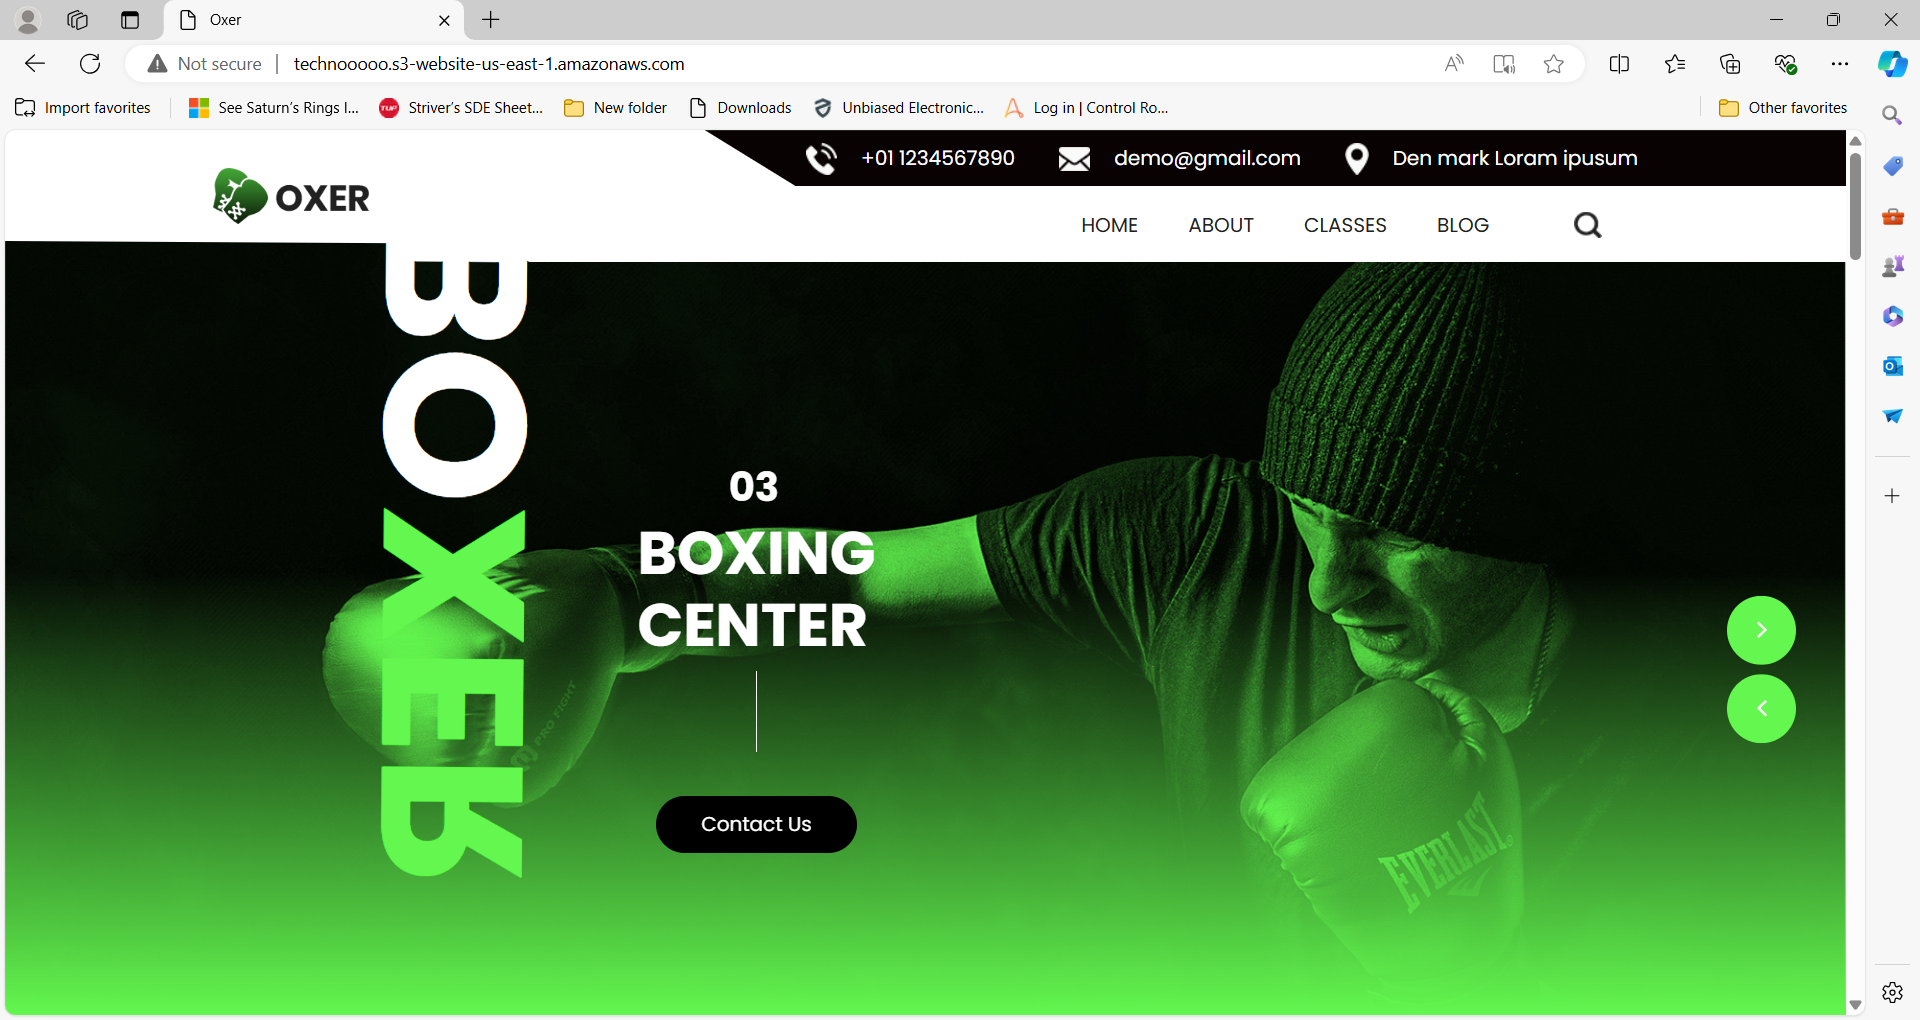 Oxer
Not secure
technooooo.s3-website-us-east-1.amazonaws.com
Import favorites
See Saturn's Rings I...
Striver's SDE Sheet...
New folder
Downloads
Unbiased Electronic...
Log in | Control Ro...
Other favorites
+01 1234567890
demo@gmail.com
Den mark Loram ipusum
OXER
HOME
ABOUT
CLASSES
BLOG
BOXER
03
BOXING
CENTER
PRO FIGHT
Contact Us
EVERLAST